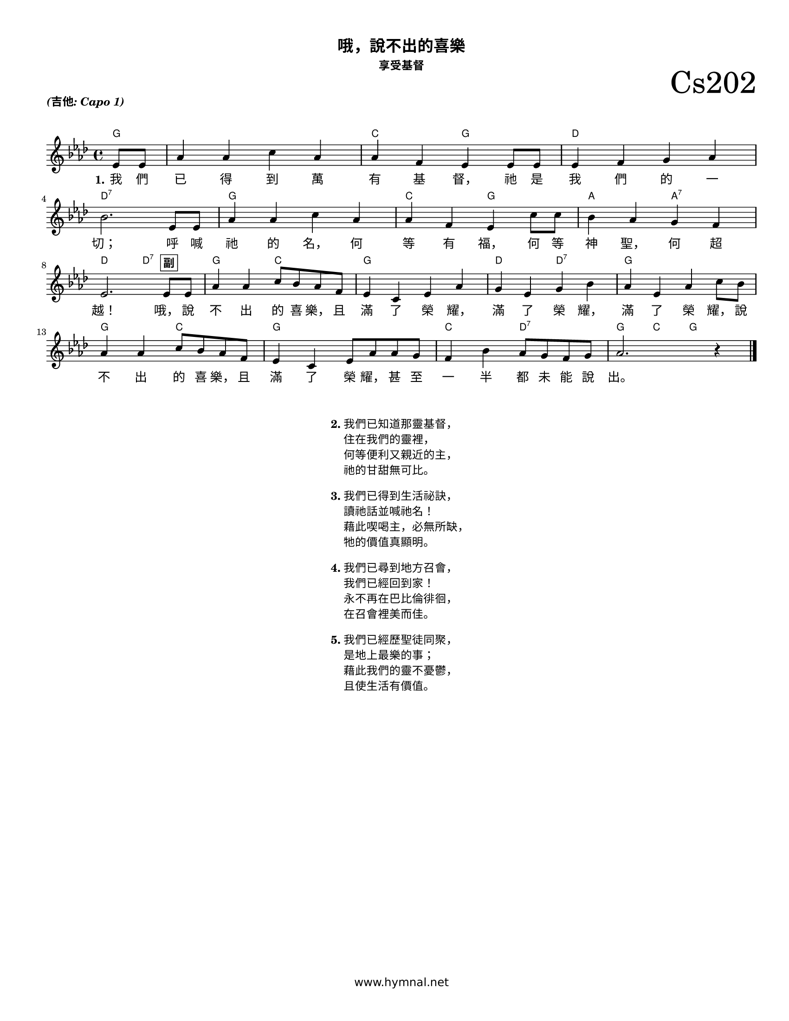 哦，說不出的喜樂
享受基督
Cs202
(吉他: Capo 1)
G C G D
1. 我 們 已 得 到 萬 有 基 督， 祂 是 我 們 的 一
4 D7 G C G A A7
切； 呼 喊 祂 的 名， 何 等 有 福， 何 等 神 聖， 何 超
8 D D7 副 G C G D D7 G
越！ 哦，說 不 出 的 喜 樂，且 滿 了 榮 耀， 滿 了 榮 耀， 滿 了 榮 耀，說
13 G C G C D7 G C G
不 出 的 喜 樂，且 滿 了 榮 耀，甚 至 一 半 都 未 能 說 出。
2. 我們已知道那靈基督，
住在我們的靈裡，
何等便利又親近的主，
祂的甘甜無可比。
3. 我們已得到生活祕訣，
讀祂話並喊祂名！
藉此喫喝主，必無所缺，
牠的價值真顯明。
4. 我們已尋到地方召會，
我們已經回到家！
永不再在巴比倫徘徊，
在召會裡美而佳。
5. 我們已經歷聖徒同聚，
是地上最樂的事；
藉此我們的靈不憂鬱，
且使生活有價值。
www.hymnal.net